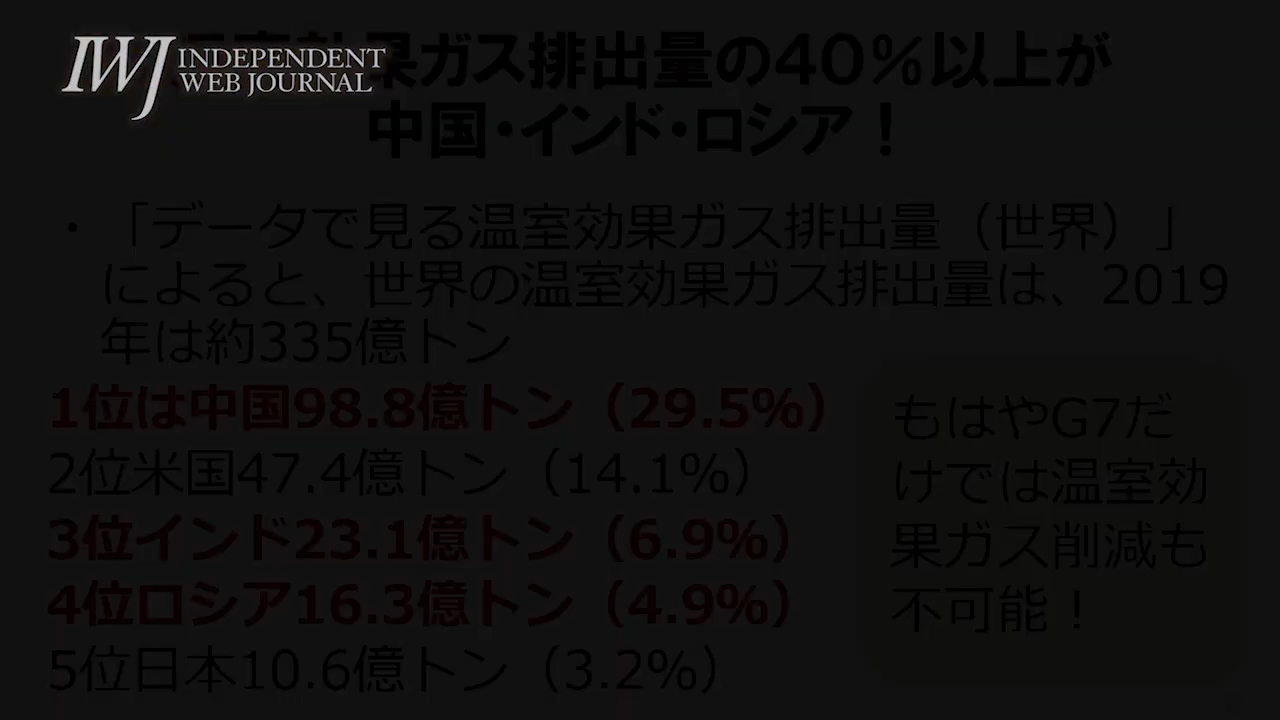 IWJ INDEPENDENT
WEB JOURNAL
果ガス排出量の40%以上が
中国・インド・ロシア！
・「データで見る温室効果ガス排出量（世界）」
によると、世界の温室効果ガス排出量は、2019
年は約335億トン
1位は中国98.8億トン（29.5%）
2位米国47.4億トン（14.1%）
3位インド23.1億トン（6.9%）
4位ロシア16.3億トン（4.9%）
5位日本10.6億トン（3.2%）
もはやG7だ
けでは温室効
果ガス削減も
不可能！